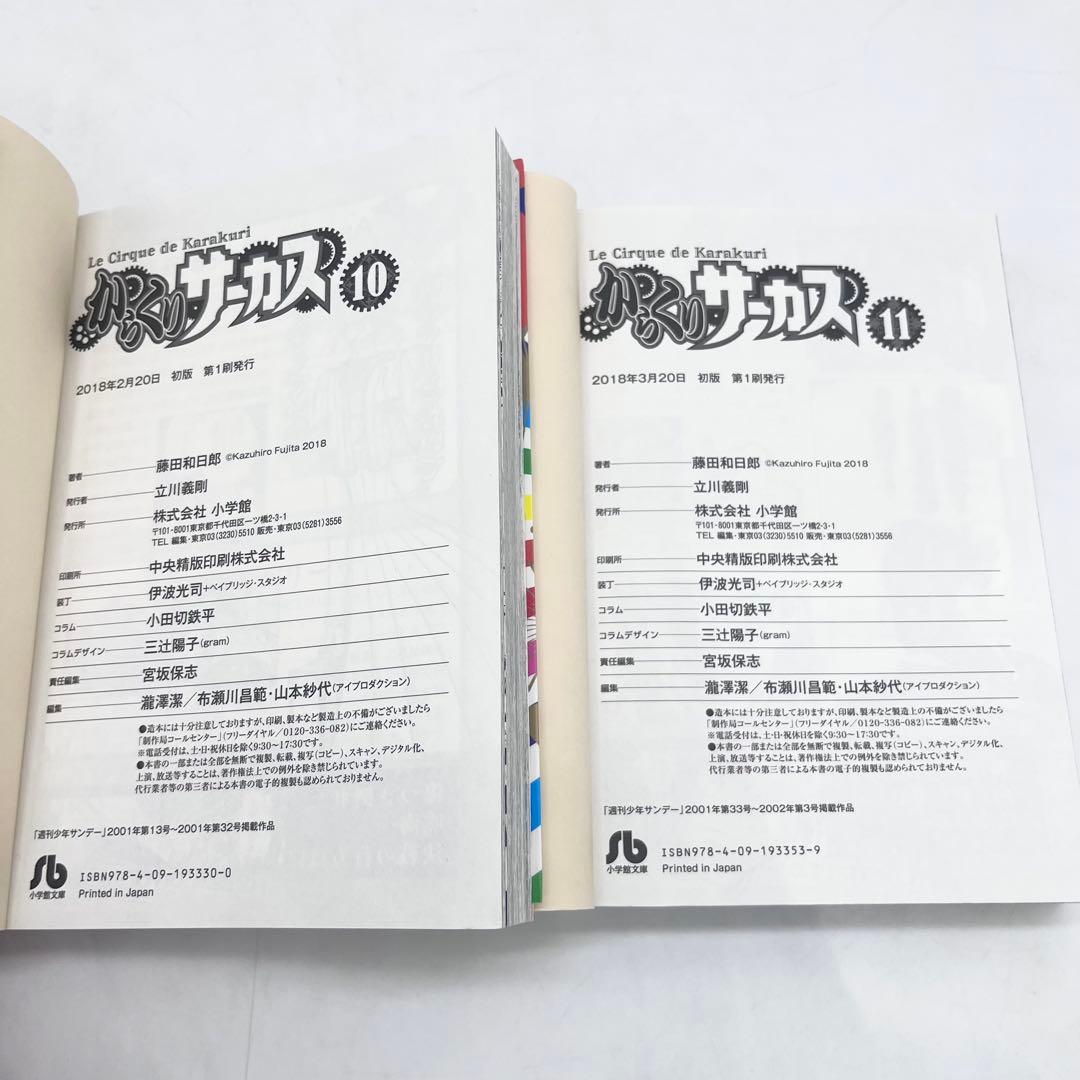 Le Cirque de Karakuri
からくりサーカス 10
2018年2月20日 初版 第1刷発行
著者 藤田和日郎 ©Kazuhiro Fujita 2018
発行者 立川義剛
発行所 株式会社 小学館
〒101-8001東京都千代田区一ツ橋2-3-1
TEL 編集・東京03(3230)5510 販売・東京03(5281)3556
印刷所 中央精版印刷株式会社
装丁 伊波光司+ベイブリッジ・スタジオ
コラム 小田切鉄平
コラムデザイン 三辻陽子(gram)
責任編集 宮坂保志
編集 瀧澤潔/布瀬川昌範・山本紗代(アイプロダクション)
●造本には十分注意しておりますが、印刷、製本など製造上の不備がございましたら
「制作局コールセンター」(フリーダイヤル/0120-336-082)にご連絡ください。
※電話受付は、土・日・祝休日を除く9:30～17:30です。
●本書の一部または全部を無断で複製、転載、複写(コピー)、スキャン、デジタル化、
上演、放送等することは、著作権法上での例外を除き禁じられています。
代行業者等の第三者による本書の電子的複製も認められておりません。
「週刊少年サンデー」2001年第13号～2001年第32号掲載作品
小学館文庫
ISBN978-4-09-193330-0
Printed in Japan
Le Cirque de Karakuri
からくりサーカス 11
2018年3月20日 初版 第1刷発行
著者 藤田和日郎 ©Kazuhiro Fujita 2018
発行者 立川義剛
発行所 株式会社 小学館
〒101-8001東京都千代田区一ツ橋2-3-1
TEL 編集・東京03(3230)5510 販売・東京03(5281)3556
印刷所 中央精版印刷株式会社
装丁 伊波光司+ベイブリッジ・スタジオ
コラム 小田切鉄平
コラムデザイン 三辻陽子(gram)
責任編集 宮坂保志
編集 瀧澤潔/布瀬川昌範・山本紗代(アイプロダクション)
●造本には十分注意しておりますが、印刷、製本など製造上の不備がございましたら
「制作局コールセンター」(フリーダイヤル/0120-336-082)にご連絡ください。
※電話受付は、土・日・祝休日を除く9:30～17:30です。
●本書の一部または全部を無断で複製、転載、複写(コピー)、スキャン、デジタル化、
上演、放送等することは、著作権法上での例外を除き禁じられています。
代行業者等の第三者による本書の電子的複製も認められておりません。
「週刊少年サンデー」2001年第33号～2002年第3号掲載作品
小学館文庫
ISBN978-4-09-193353-9
Printed in Japan